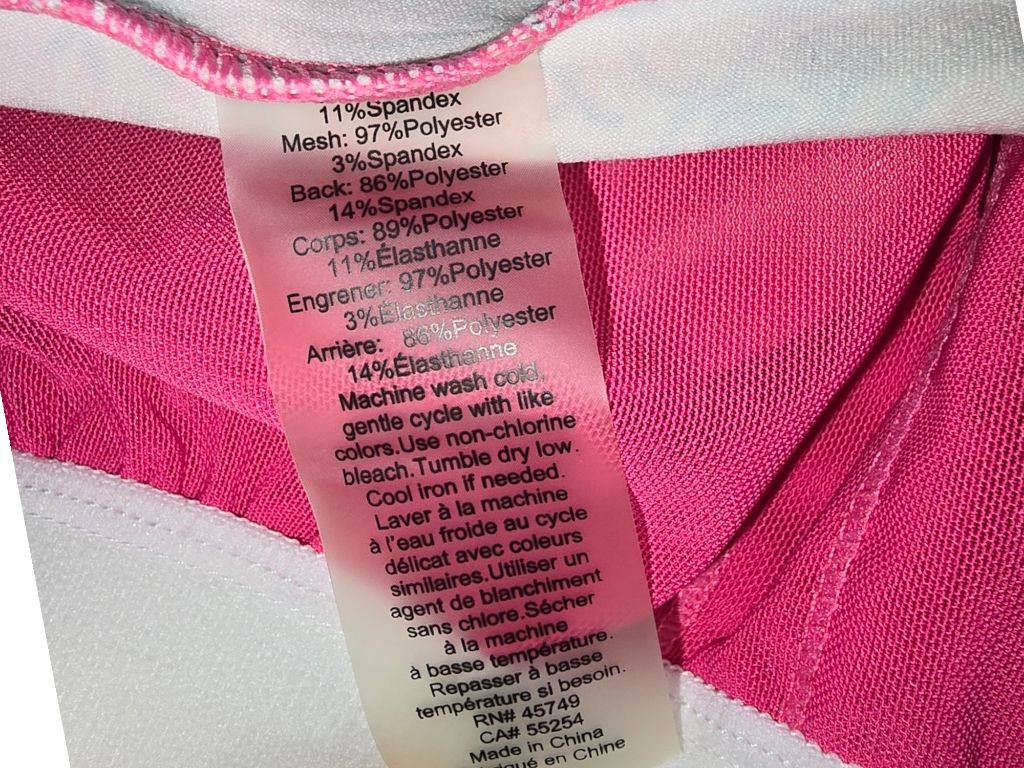 11%Spandex
Mesh: 97%Polyester
3%Spandex
Back: 86%Polyester
14%Spandex
Corps: 89%Polyester
11%Élasthanne
Engrener: 97%Polyester
3%Élasthanne
Arrière: 86%Polyester
14%Élasthanne
Machine wash cold,
gentle cycle with like
colors.Use non-chlorine
bleach.Tumble dry low.
Cool iron if needed.
Laver à la machine
à l'eau froide au cycle
délicat avec couleurs
similaires.Utiliser un
agent de blanchiment
sans chlore.Sécher
à la machine
à basse température.
Repasser à basse
température si besoin.
RN# 45749
CA# 55254
Made in China
en Chine